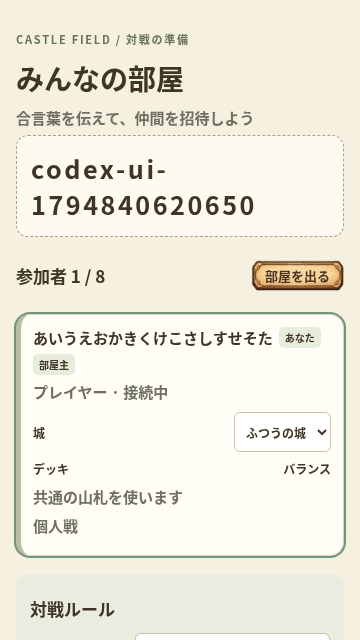 CASTLE FIELD / 対戦の準備
みんなの部屋
合言葉を伝えて、仲間を招待しよう
codex-ui-
1794840620650
参加者 1 / 8
部屋を出る
あいうえおかきくけこさしすせそた あなた
部屋主
プレイヤー・接続中
城 ふつうの城
デッキ バランス
共通の山札を使います
個人戦
対戦ルール